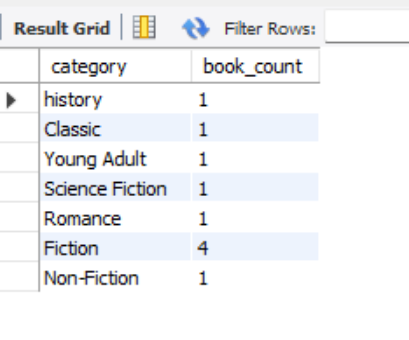 Result Grid Filter Rows:
category book_count
history 1
Classic 1
Young Adult 1
Science Fiction 1
Romance 1
Fiction 4
Non-Fiction 1